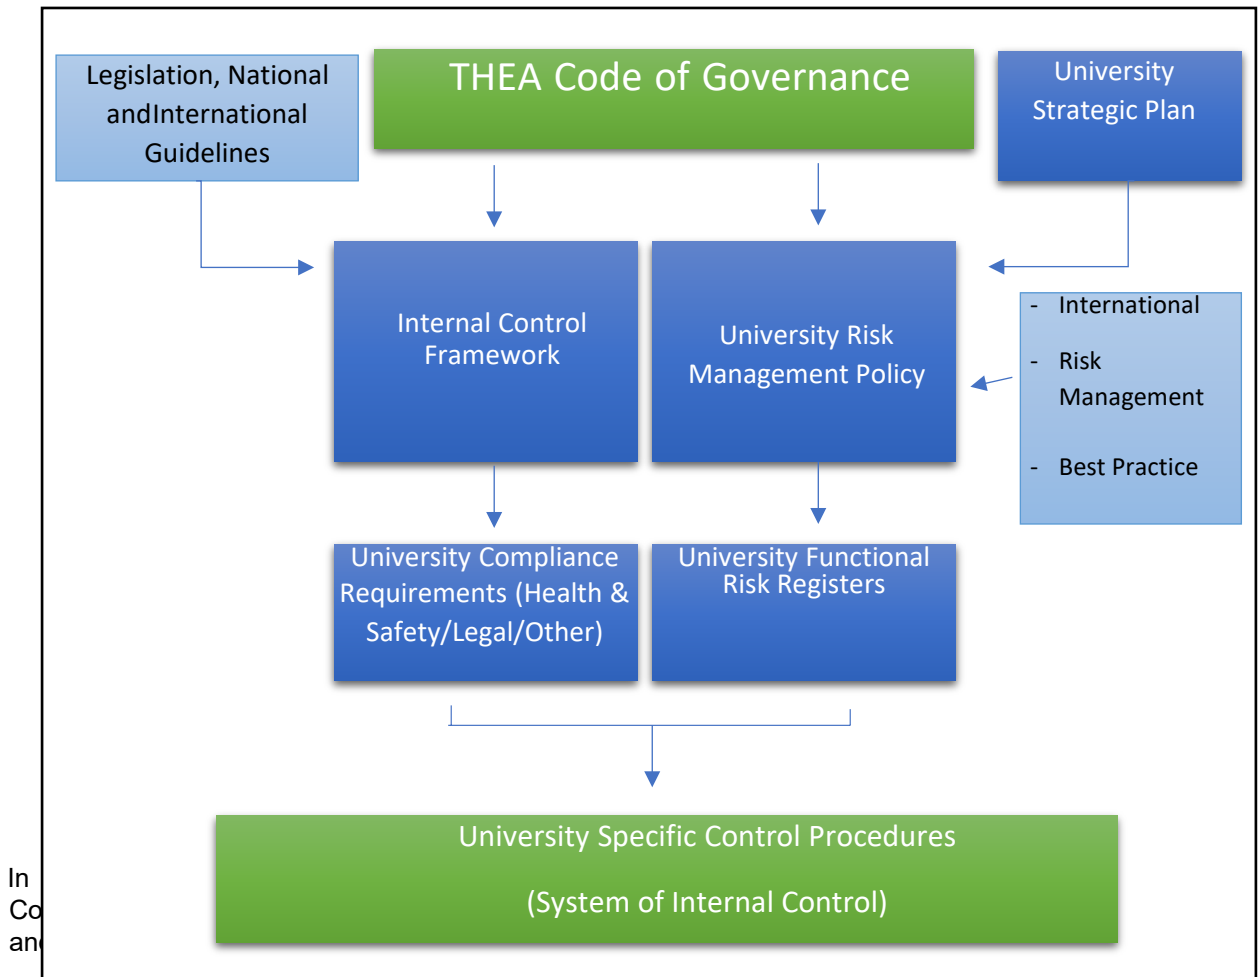 Legislation, National
andInternational
Guidelines
THEA Code of Governance
University
Strategic Plan
Internal Control
Framework
University Risk
Management Policy
- International
- Risk
Management
- Best Practice
University Compliance
Requirements (Health &
Safety/Legal/Other)
University Functional
Risk Registers
University Specific Control Procedures
(System of Internal Control)
In